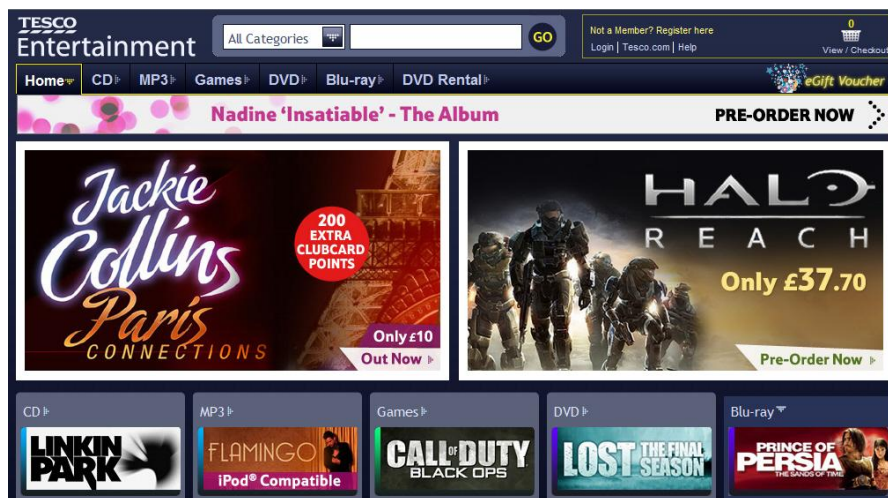 TESCO
Entertainment
All Categories
GO
Not a Member? Register here
Login | Tesco.com | Help
0
View / Checkout
Home
CD
MP3
Games
DVD
Blu-ray
DVD Rental
eGift Voucher
Nadine 'Insatiable' - The Album
PRE-ORDER NOW
Jackie
Collins
Paris
CONNECTIONS
200
EXTRA
CLUBCARD
POINTS
Only £10
Out Now
HALO
REACH
Only £37.70
Pre-Order Now
CD
LINKIN
PARK
MP3
FLAMINGO
iPod® Compatible
Games
CALL OF DUTY
BLACK OPS
DVD
LOST THE FINAL
SEASON
Blu-ray
PRINCE OF
PERSIA
THE SANDS OF TIME